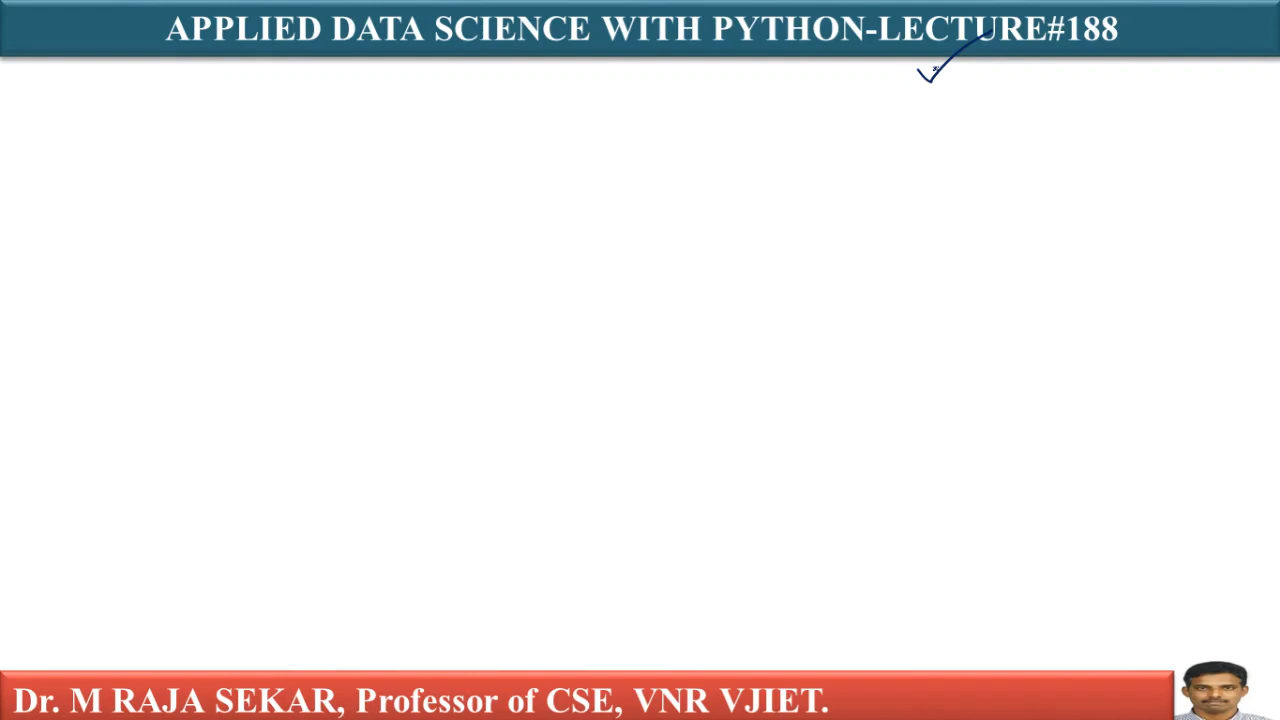 APPLIED DATA SCIENCE WITH PYTHON-LECTURE#188
Dr. M RAJA SEKAR, Professor of CSE, VNR VJIET.